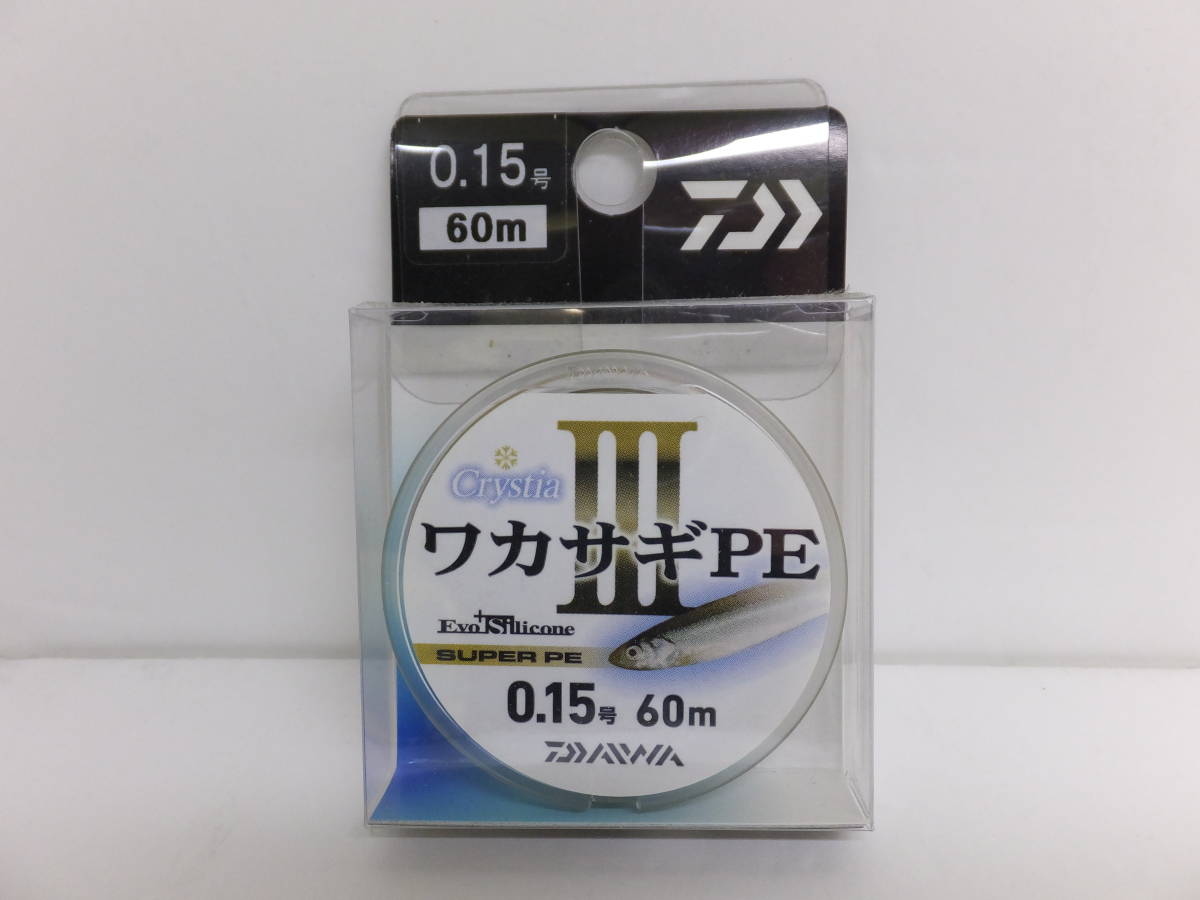 0.15号
60m
DAIWA
III
Crystia
ワカサギPE
Evo+Silicone
SUPER PE
0.15号 60m
DAIWA